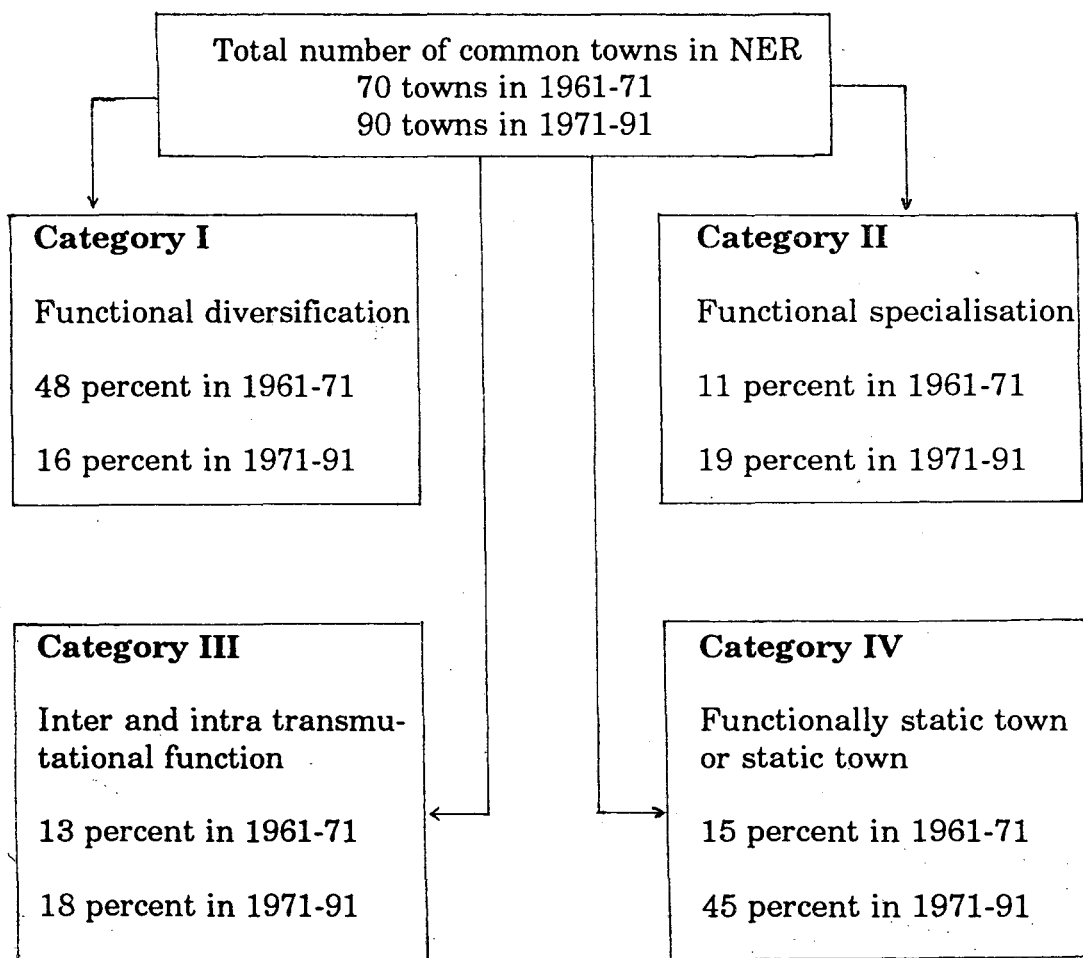 Total number of common towns in NER
70 towns in 1961-71
90 towns in 1971-91
Category I
Functional diversification
48 percent in 1961-71
16 percent in 1971-91
Category II
Functional specialisation
11 percent in 1961-71
19 percent in 1971-91
Category III
Inter and intra transmu-
tational function
13 percent in 1961-71
18 percent in 1971-91
Category IV
Functionally static town
or static town
15 percent in 1961-71
45 percent in 1971-91